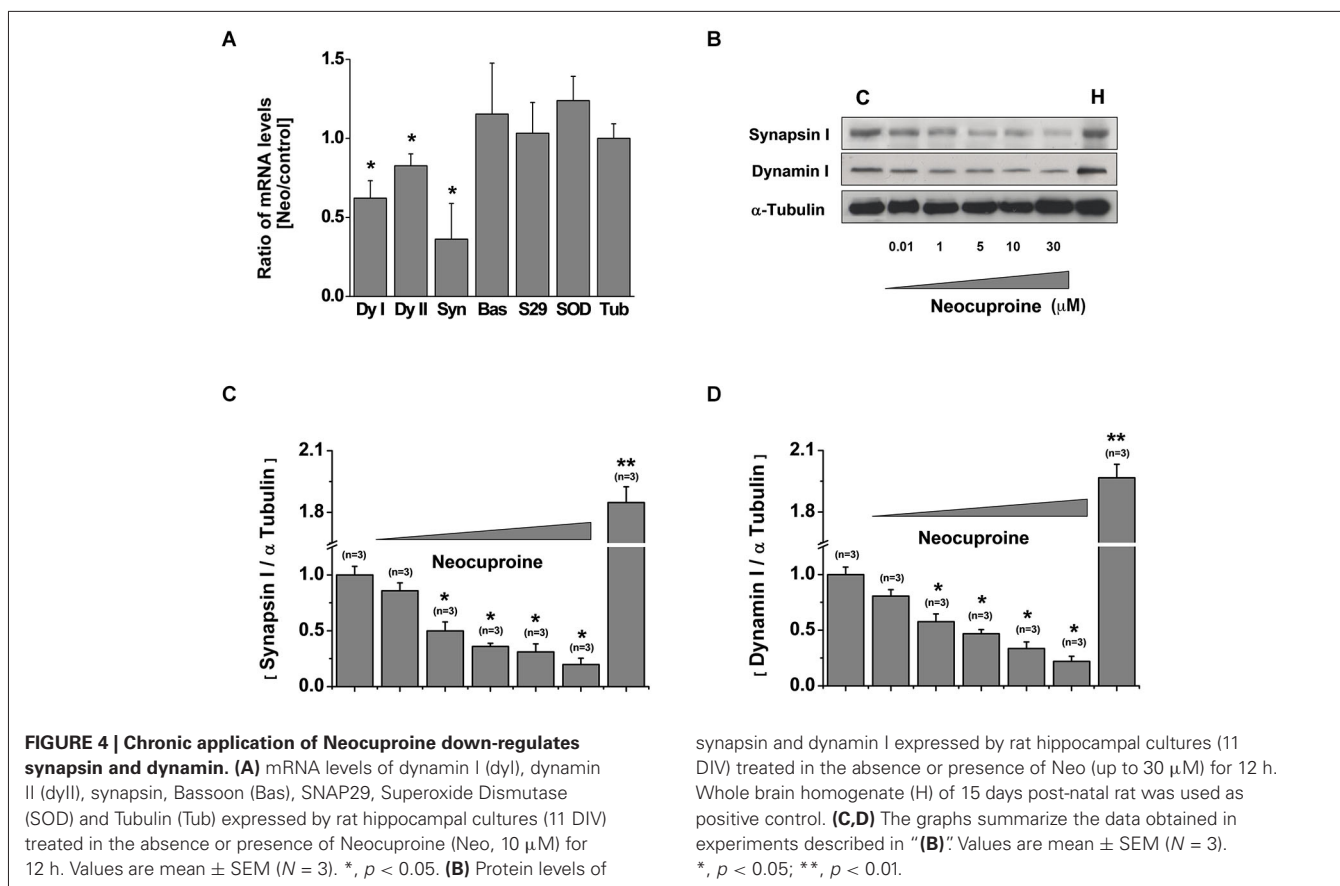 A
Ratio of mRNA levels
[Neo/control]
1.5
1.0
0.5
0.0
*
*
*
Dy I Dy II Syn Bas S29 SOD Tub
B
C H
Synapsin I
Dynamin I
α-Tubulin
0.01 1 5 10 30
Neocuproine (μM)
C
[ Synapsin I / α Tubulin ]
2.1
1.8
1.0
0.5
0.0
Neocuproine
(n=3)
(n=3)
*
(n=3)
*
(n=3)
*
(n=3)
*
(n=3)
**
(n=3)
D
[ Dynamin I / α Tubulin ]
2.1
1.8
1.0
0.5
0.0
Neocuproine
(n=3)
(n=3)
*
(n=3)
*
(n=3)
*
(n=3)
*
(n=3)
**
(n=3)
FIGURE 4 | Chronic application of Neocuproine down-regulates
synapsin and dynamin. (A) mRNA levels of dynamin I (dyI), dynamin
II (dyII), synapsin, Bassoon (Bas), SNAP29, Superoxide Dismutase
(SOD) and Tubulin (Tub) expressed by rat hippocampal cultures (11 DIV)
treated in the absence or presence of Neocuproine (Neo, 10 μM) for
12 h. Values are mean ± SEM (N = 3). *, p < 0.05. (B) Protein levels of
synapsin and dynamin I expressed by rat hippocampal cultures (11
DIV) treated in the absence or presence of Neo (up to 30 μM) for 12 h.
Whole brain homogenate (H) of 15 days post-natal rat was used as
positive control. (C,D) The graphs summarize the data obtained in
experiments described in “(B)”. Values are mean ± SEM (N = 3).
*, p < 0.05; **, p < 0.01.